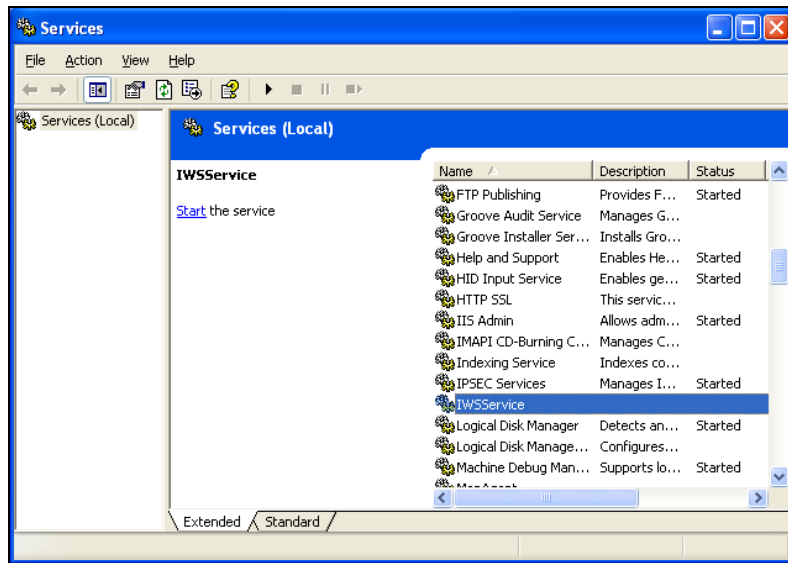 Services
File Action View Help
Services (Local)
Services (Local)
IWSService
Start the service
Name Description Status
FTP Publishing Provides F... Started
Groove Audit Service Manages G...
Groove Installer Ser... Installs Gro...
Help and Support Enables He... Started
HID Input Service Enables ge... Started
HTTP SSL This servic...
IIS Admin Allows adm... Started
IMAPI CD-Burning C... Manages C...
Indexing Service Indexes co...
IPSEC Services Manages I... Started
IWSService
Logical Disk Manager Detects an... Started
Logical Disk Manage... Configures...
Machine Debug Man... Supports lo... Started
Extended Standard